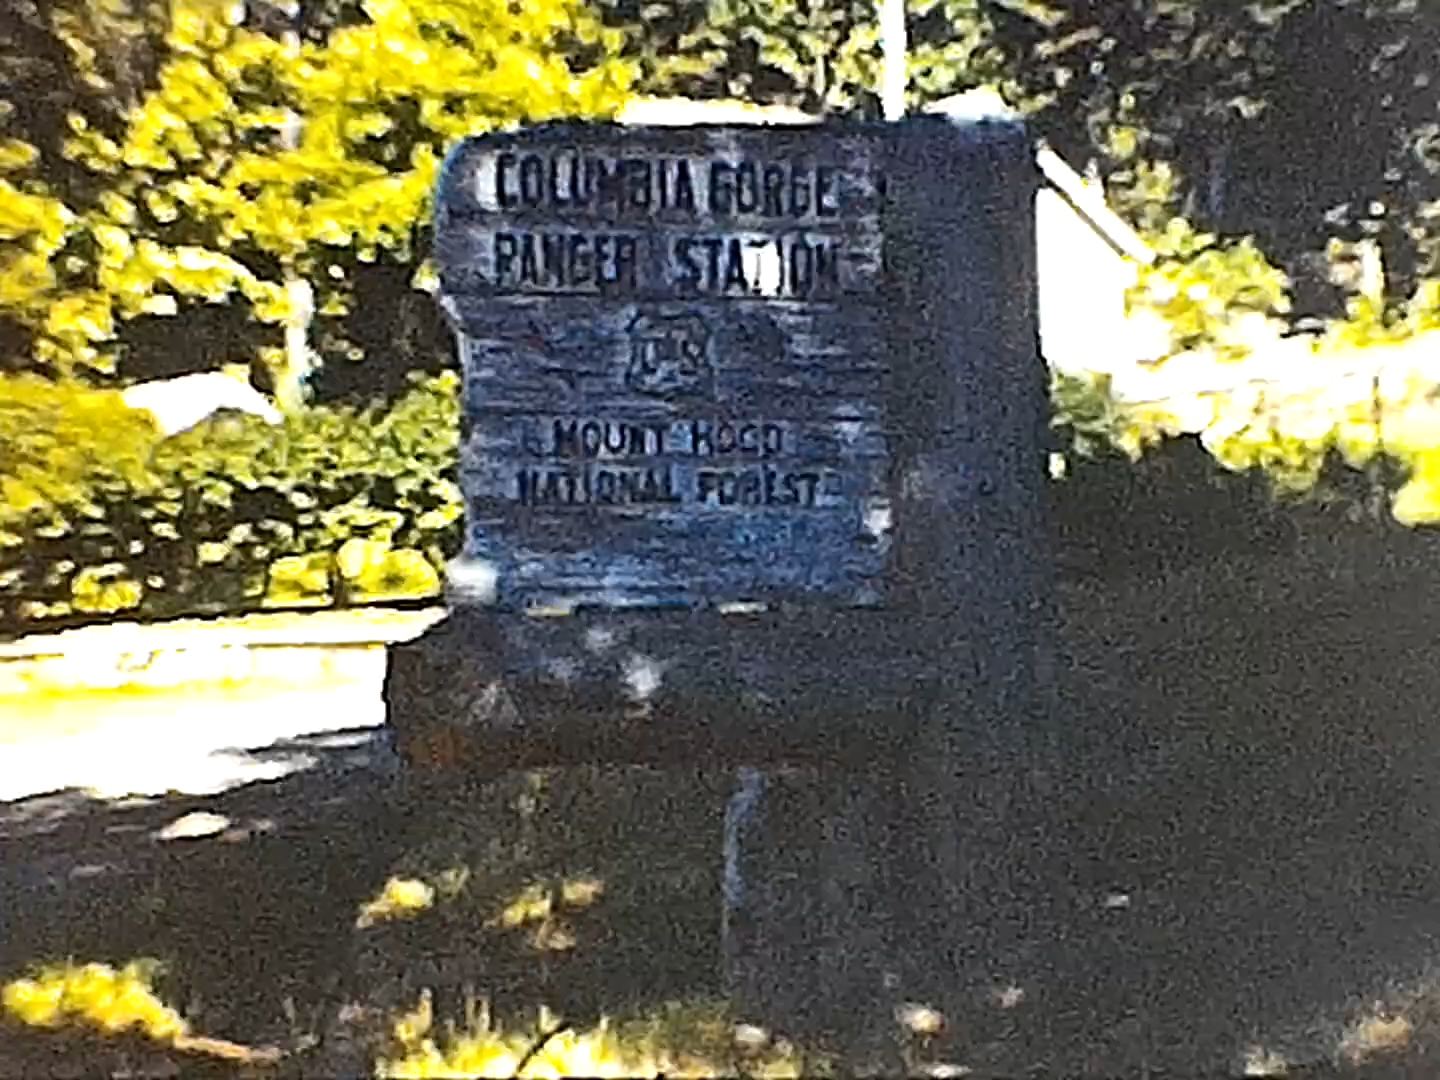 COLUMBIA GORGE
RANGER STATION
U S
MOUNT HOOD
NATIONAL FOREST